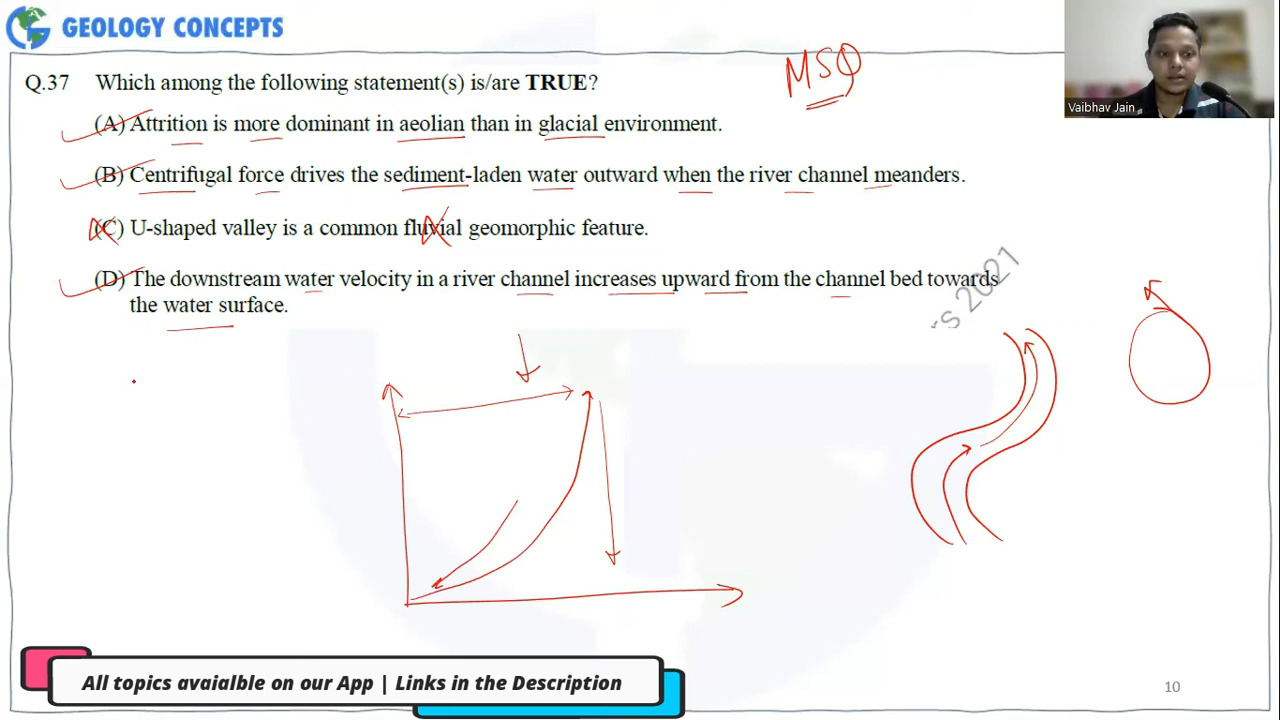 GEOLOGY CONCEPTS
MSQ
Vaibhav Jain
Q.37 Which among the following statement(s) is/are TRUE?
(A) Attrition is more dominant in aeolian than in glacial environment.
(B) Centrifugal force drives the sediment-laden water outward when the river channel meanders.
(C) U-shaped valley is a common fluvial geomorphic feature.
(D) The downstream water velocity in a river channel increases upward from the channel bed towards
the water surface.
rs 2021
All topics avaialble on our App | Links in the Description
10